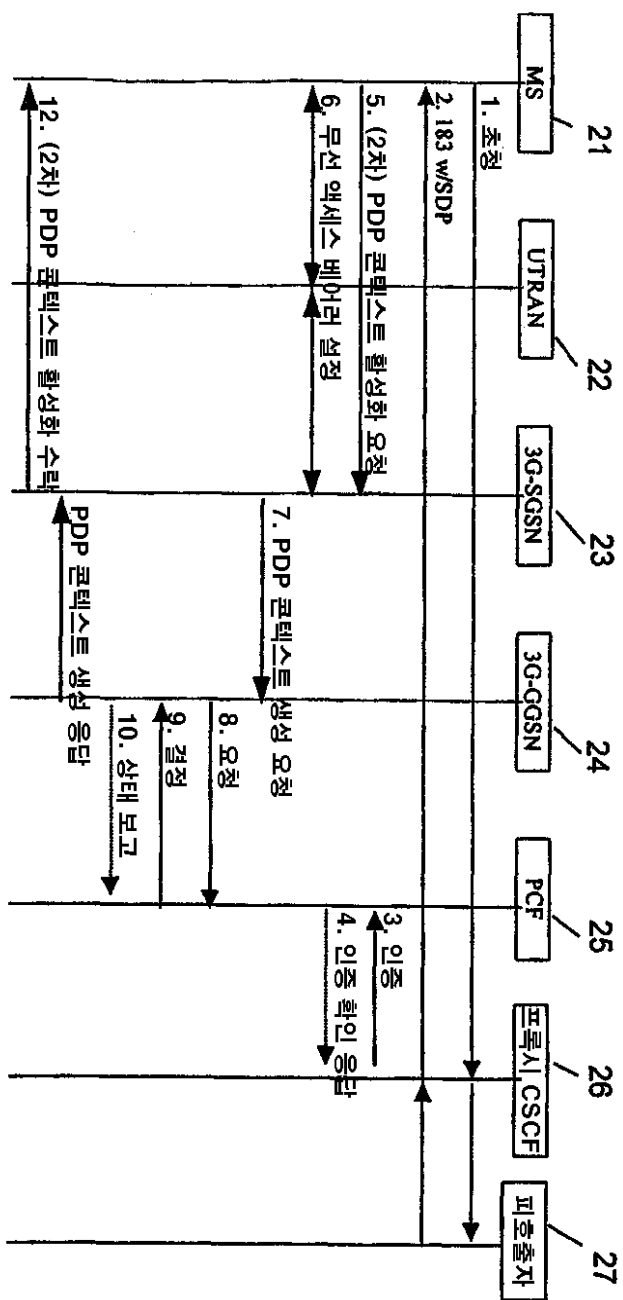 21
22
23
24
25
26
27
MS
UTRAN
3G-SGSN
3G-GGSN
PCF
프록시 CSCF
피호출자
1. 초청
2. 183 w/SDP
3. 인증
4. 인증 확인 응답
5. (2차) PDP 콘텍스트 활성화 요청
6. 무선 액세스 베어러 설정
7. PDP 콘텍스트 생성 요청
8. 요청
9. 결정
10. 상태 보고
PDP 콘텍스트 생성 응답
12. (2차) PDP 콘텍스트 활성화 수락